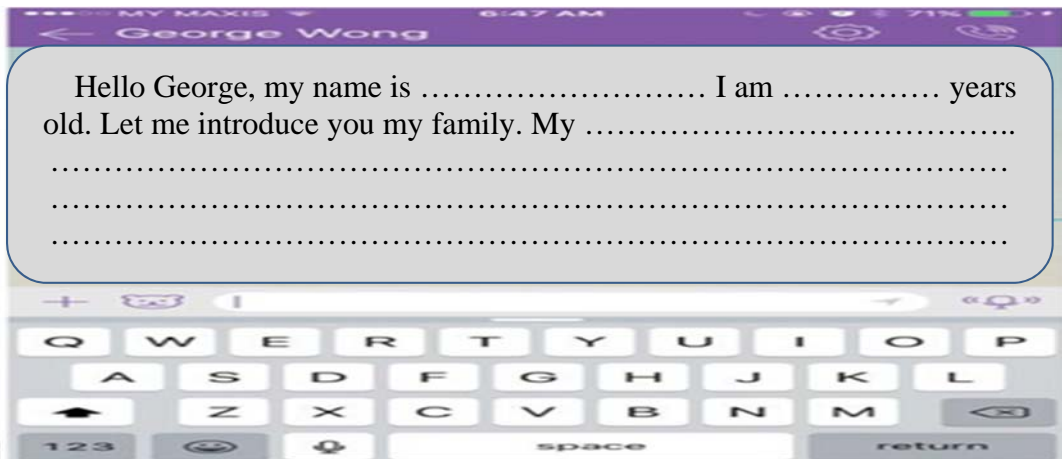 MY MAXIS 6:47 AM 71%
George Wong
Hello George, my name is ……………………… I am …………… years
old. Let me introduce you my family. My …………………………………..
………………………………………………………………………………
………………………………………………………………………………
………………………………………………………………………………
Q W E R T Y U I O P
A S D F G H J K L
Z X C V B N M
123 space return